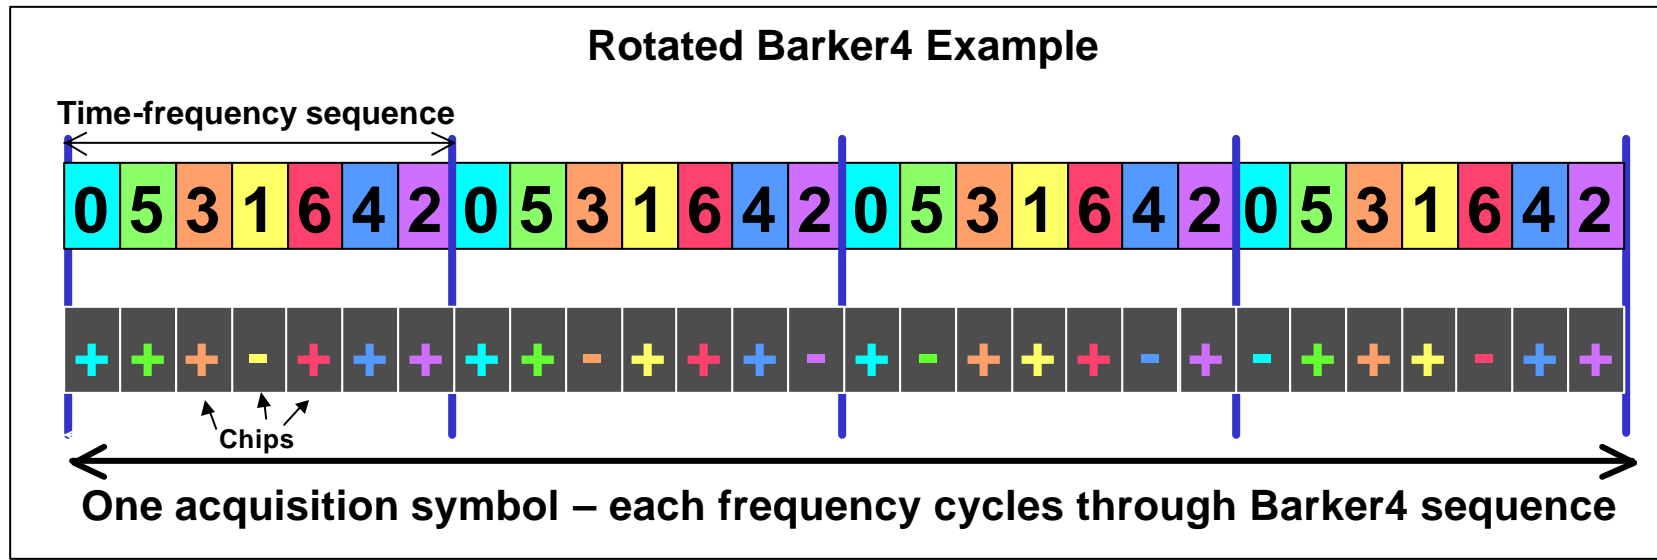 Rotated Barker4 Example
Time-frequency sequence
0 5 3 1 6 4 2 0 5 3 1 6 4 2 0 5 3 1 6 4 2 0 5 3 1 6 4 2
+ + + - + + + + + - + + + - + - + + + - + - + + + - + +
Chips
One acquisition symbol – each frequency cycles through Barker4 sequence